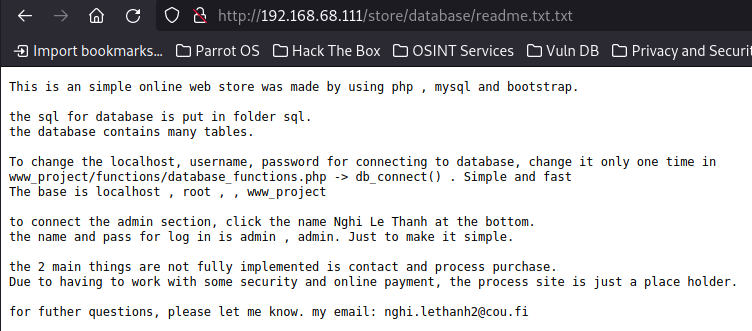 http://192.168.68.111/store/database/readme.txt.txt
Import bookmarks... Parrot OS Hack The Box OSINT Services Vuln DB Privacy and Securi
This is an simple online web store was made by using php , mysql and bootstrap.
the sql for database is put in folder sql.
the database contains many tables.
To change the localhost, username, password for connecting to database, change it only one time in
www_project/functions/database_functions.php -> db_connect() . Simple and fast
The base is localhost , root , , www_project
to connect the admin section, click the name Nghi Le Thanh at the bottom.
the name and pass for log in is admin , admin. Just to make it simple.
the 2 main things are not fully implemented is contact and process purchase.
Due to having to work with some security and online payment, the process site is just a place holder.
for futher questions, please let me know. my email: nghi.lethanh2@cou.fi